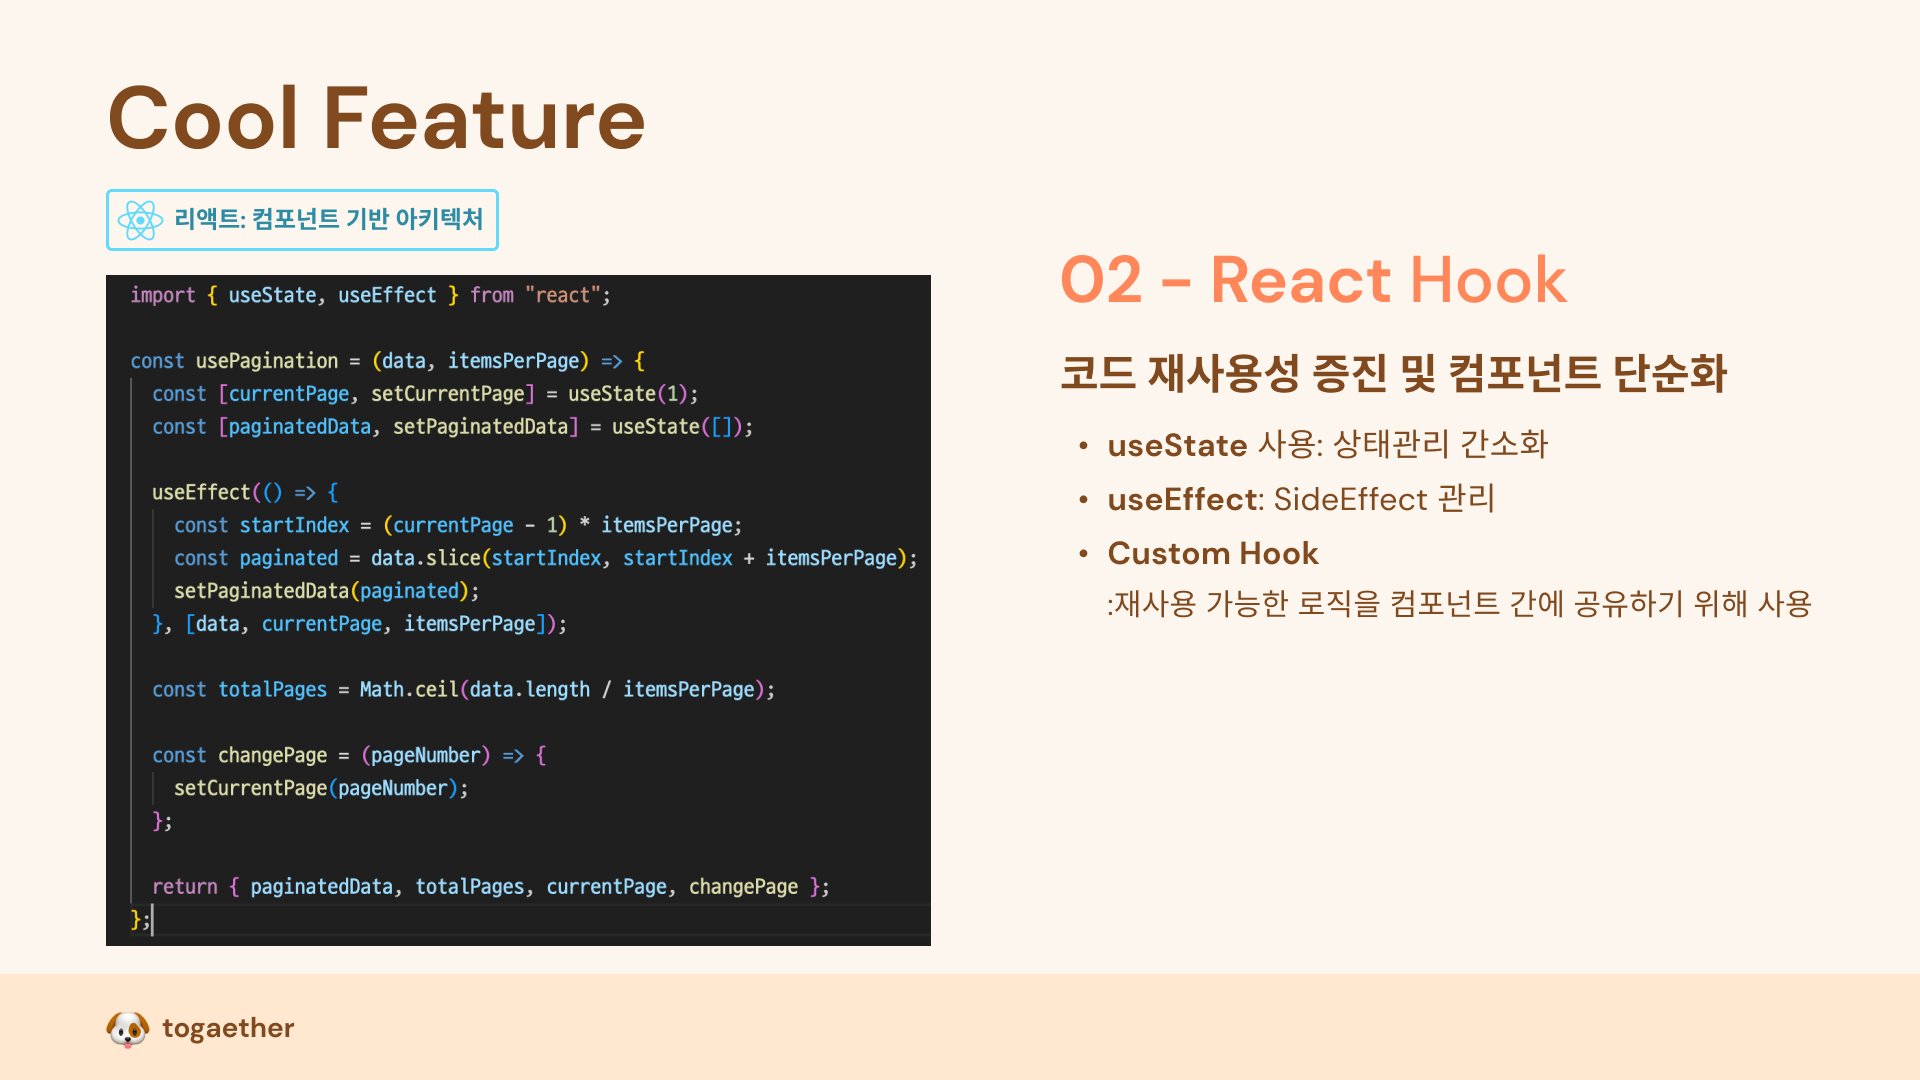 Cool Feature
리액트: 컴포넌트 기반 아키텍처
import { useState, useEffect } from "react";
const usePagination = (data, itemsPerPage) => {
const [currentPage, setCurrentPage] = useState(1);
const [paginatedData, setPaginatedData] = useState([]);
useEffect(() => {
const startIndex = (currentPage - 1) * itemsPerPage;
const paginated = data.slice(startIndex, startIndex + itemsPerPage);
setPaginatedData(paginated);
}, [data, currentPage, itemsPerPage]);
const totalPages = Math.ceil(data.length / itemsPerPage);
const changePage = (pageNumber) => {
setCurrentPage(pageNumber);
};
return { paginatedData, totalPages, currentPage, changePage };
};
02 - React Hook
코드 재사용성 증진 및 컴포넌트 단순화
• useState 사용: 상태관리 간소화
• useEffect: SideEffect 관리
• Custom Hook
:재사용 가능한 로직을 컴포넌트 간에 공유하기 위해 사용
togaether